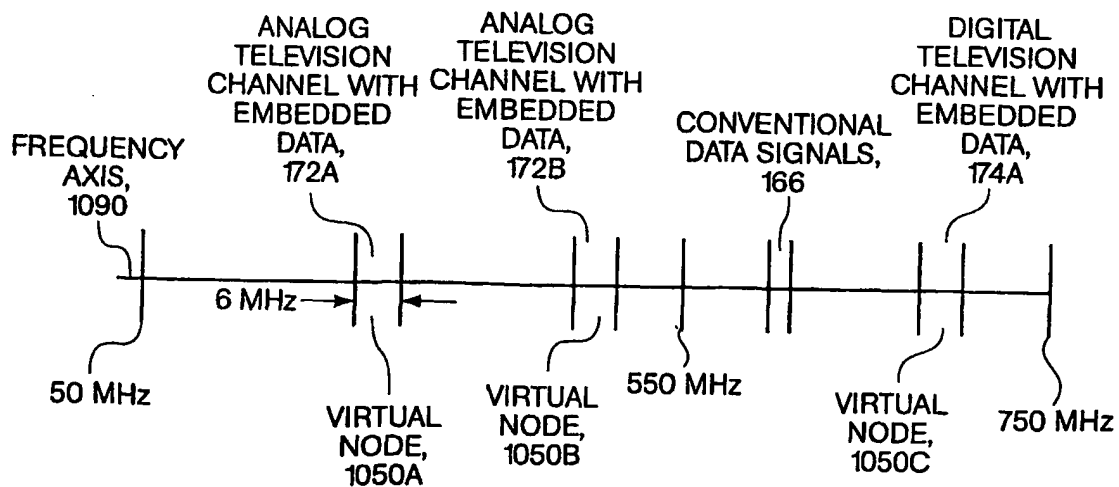 FREQUENCY
AXIS,
1090
ANALOG
TELEVISION
CHANNEL WITH
EMBEDDED
DATA,
172A
ANALOG
TELEVISION
CHANNEL WITH
EMBEDDED
DATA,
172B
CONVENTIONAL
DATA SIGNALS,
166
DIGITAL
TELEVISION
CHANNEL WITH
EMBEDDED
DATA,
174A
6 MHz
50 MHz
VIRTUAL
NODE,
1050A
VIRTUAL
NODE,
1050B
550 MHz
VIRTUAL
NODE,
1050C
750 MHz